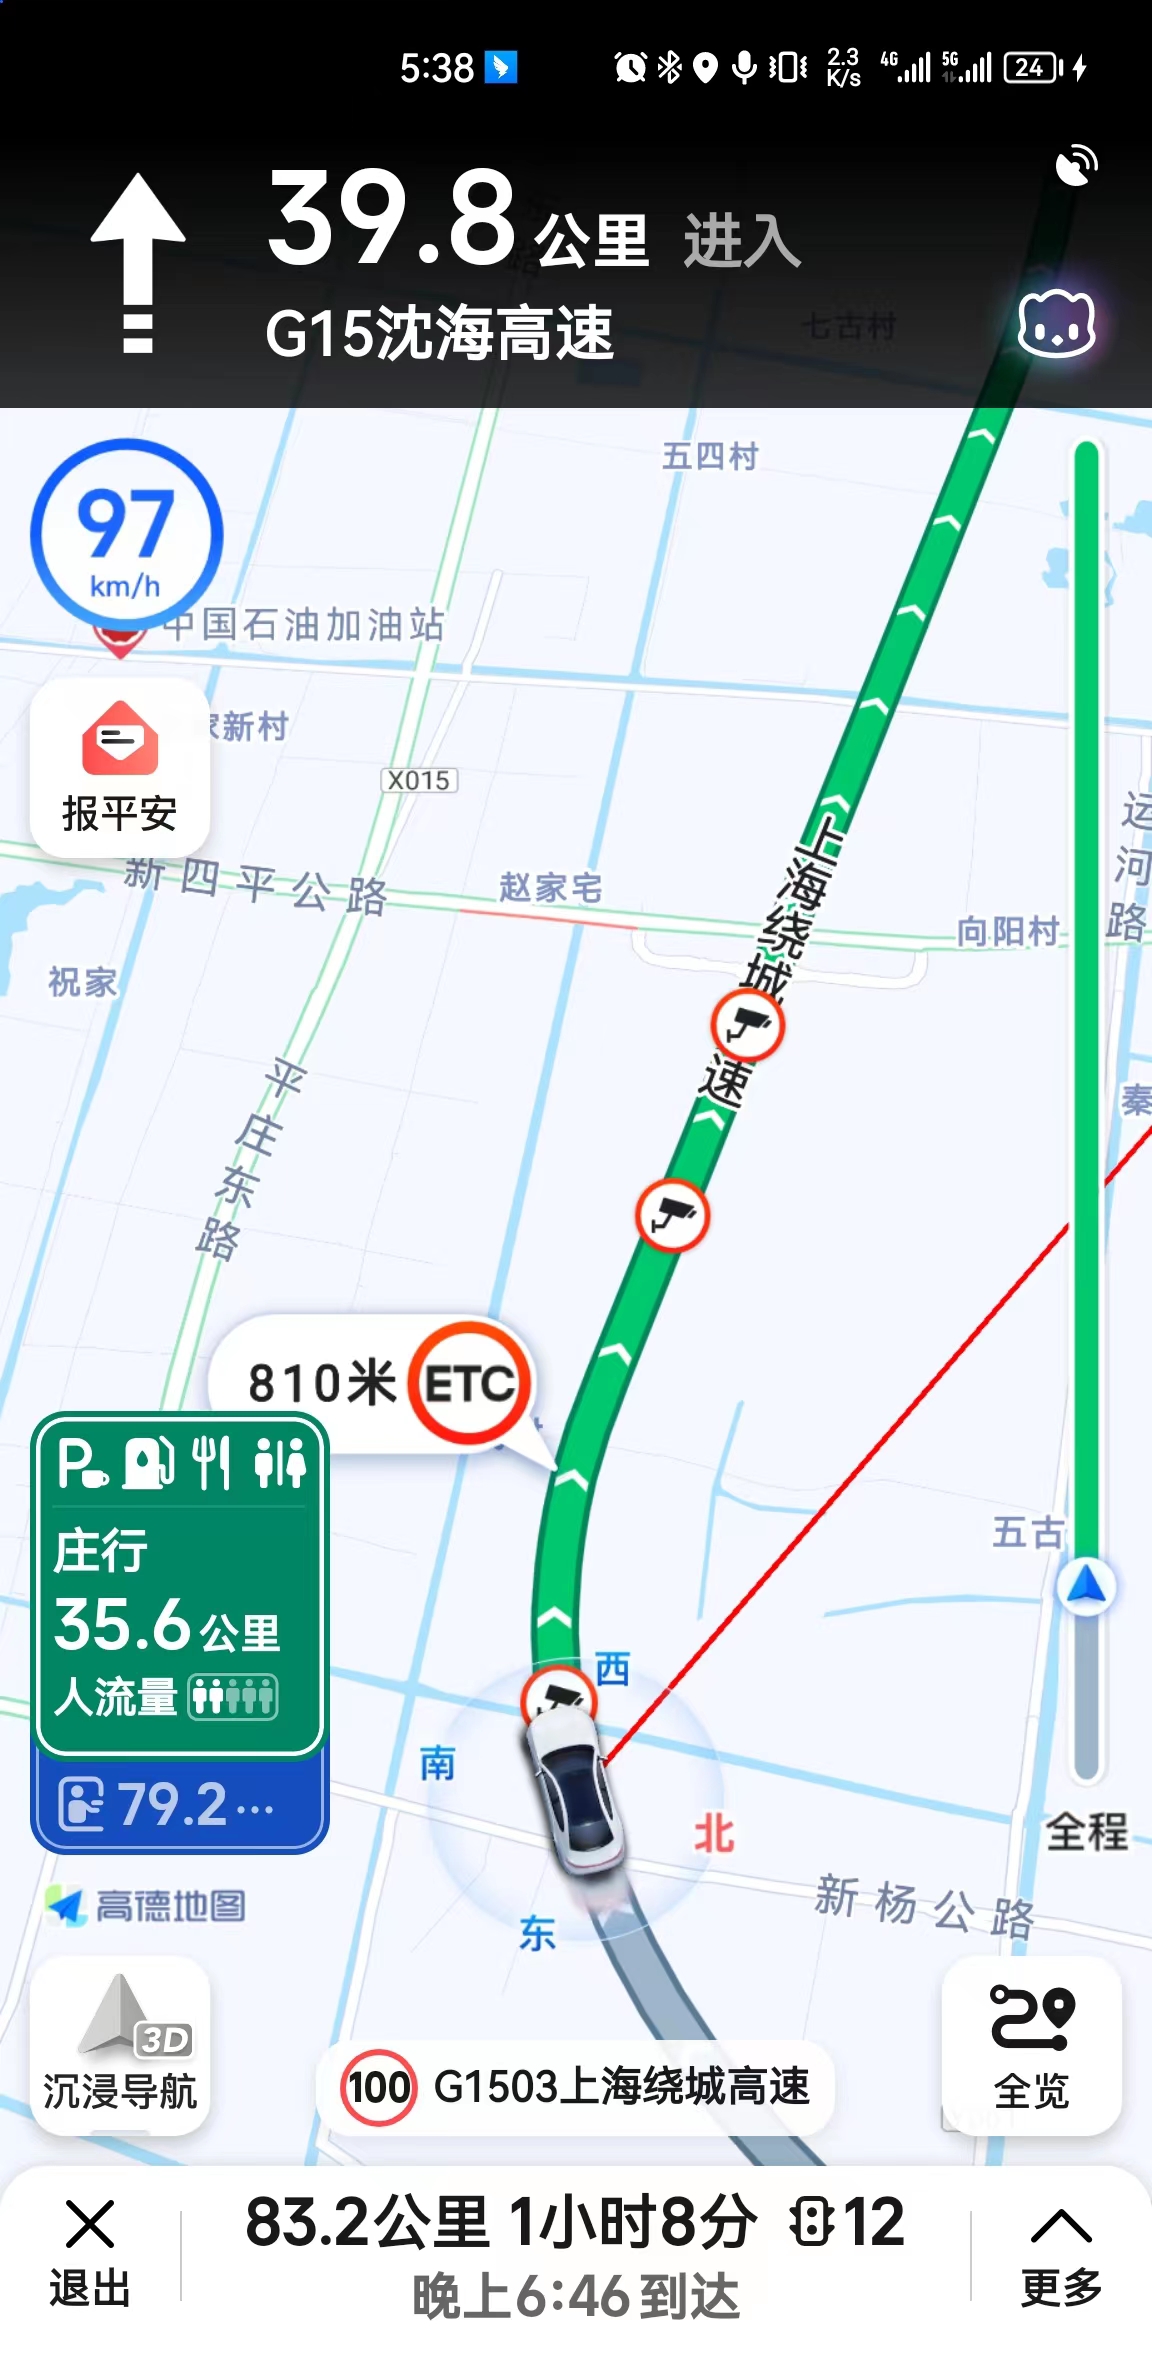 5:38
2.3
K/s
4G
5G
24
39.8公里 进入
G15沈海高速
七古村
五四村
97
km/h
中国石油加油站
家新村
报平安
X015
新四平公路
赵家宅
向阳村
运河路
祝家
上海绕城
速
秦
平庄东路
810米 ETC
P
庄行
35.6公里
人流量
79.2...
五古
西
南
北
东
全程
高德地图
新杨公路
3D
沉浸导航
100 G1503上海绕城高速
全览
退出
83.2公里 1小时8分 12
晚上6:46到达
更多